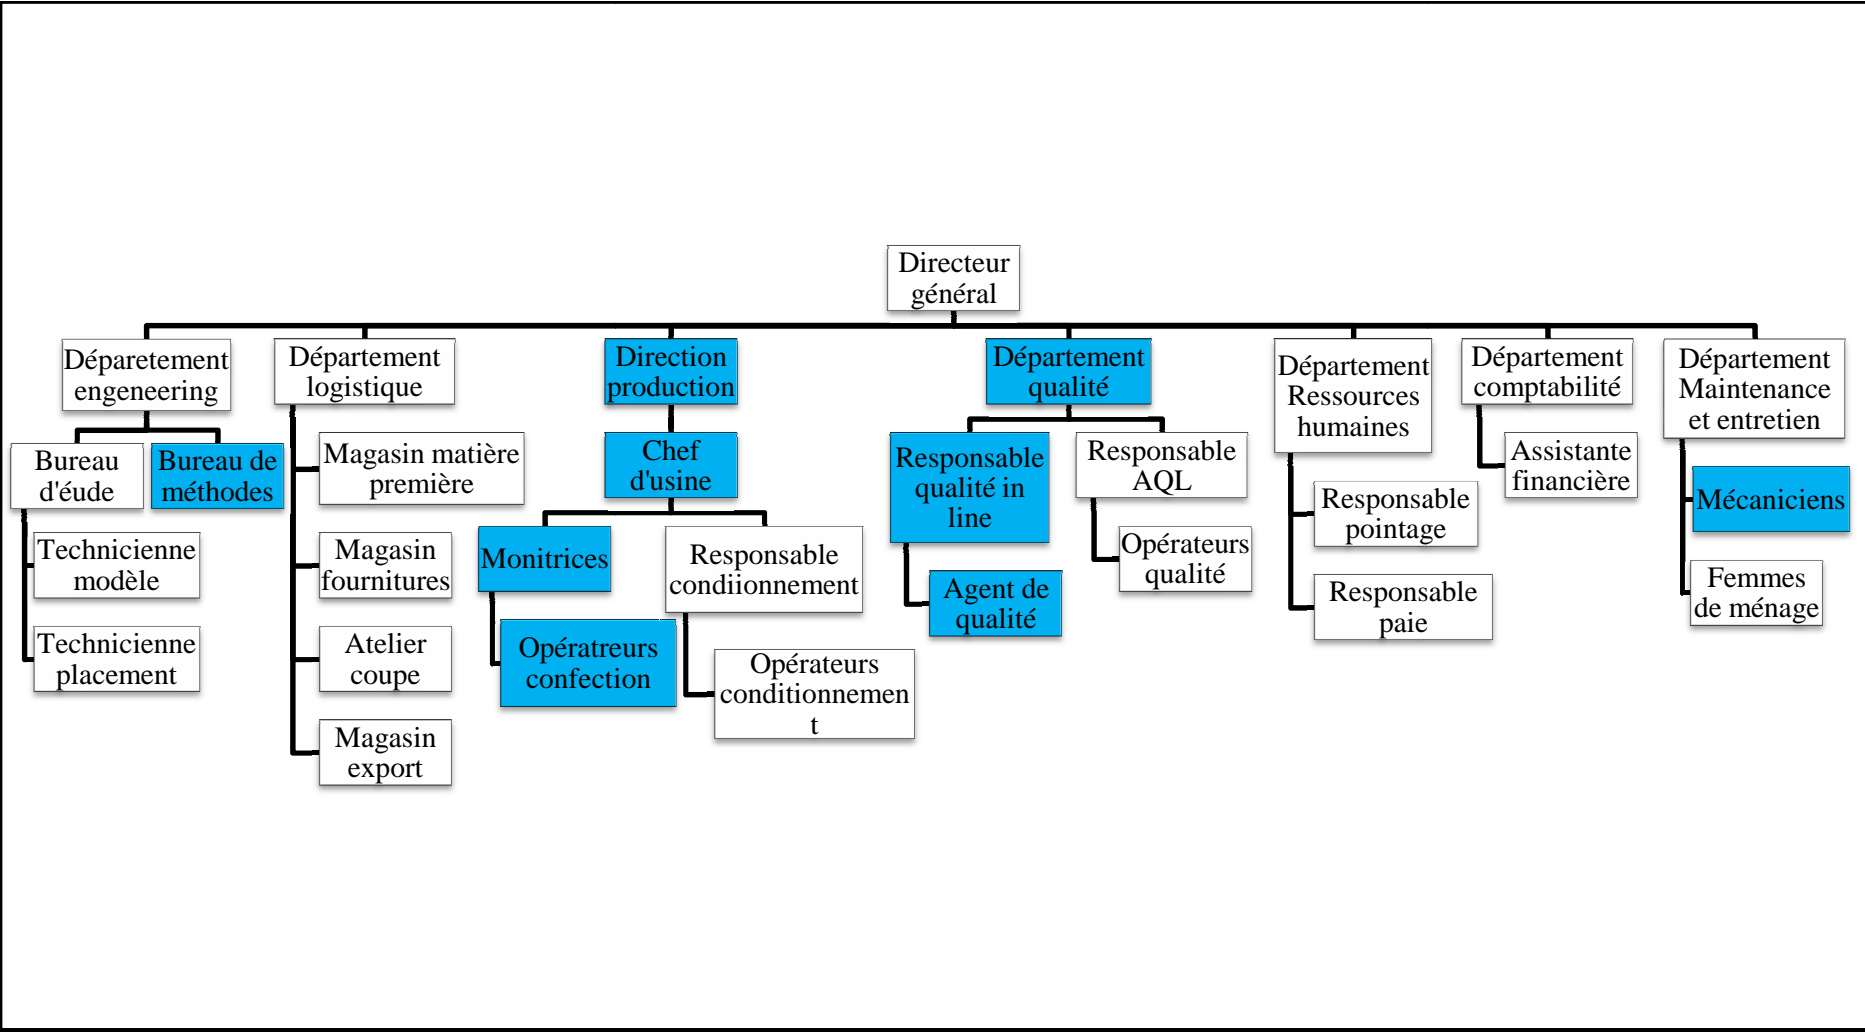 Directeur
général
Déparetement
engeneering
Bureau
d'éude
Technicienne
modèle
Technicienne
placement
Bureau de
méthodes
Département
logistique
Magasin matière
première
Magasin
fournitures
Atelier
coupe
Magasin
export
Direction
production
Chef
d'usine
Monitrices
Opératreurs
confection
Responsable
condiionnement
Opérateurs
conditionnemen
t
Département
qualité
Responsable
qualité in
line
Agent de
qualité
Responsable
AQL
Opérateurs
qualité
Département
Ressources
humaines
Responsable
pointage
Responsable
paie
Département
comptabilité
Assistante
financière
Département
Maintenance
et entretien
Mécaniciens
Femmes
de ménage